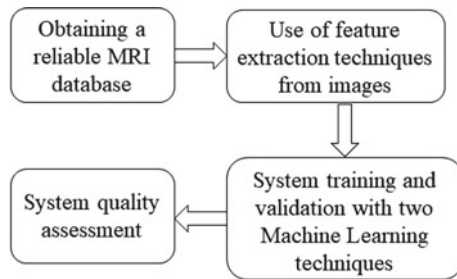 Obtaining a
reliable MRI
database
Use of feature
extraction techniques
from images
System training and
validation with two
Machine Learning
techniques
System quality
assessment